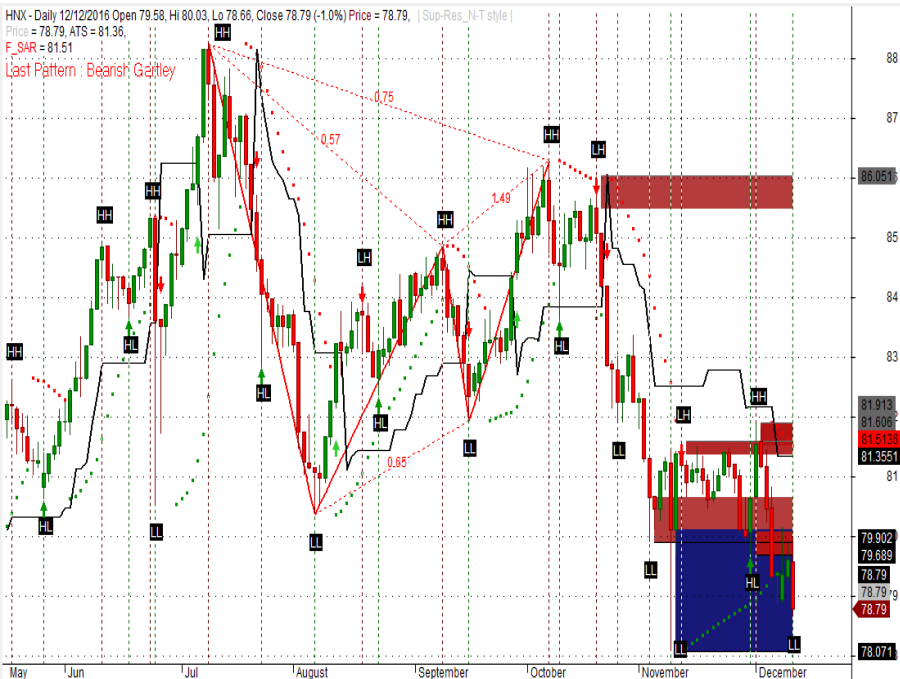 HNX - Daily 12/12/2016 Open 79.58, Hi 80.03, Lo 78.66, Close 78.79 (-1.0%) Price = 78.79, | Sup-Res_N-T style |
Price = 78.79, ATS = 81.36,
F_SAR = 81.51
Last Pattern : Bearish Gartley
HH
88
0.75
87
0.57
HH
LH
86.051
HH
1.49
HH
HH
85
LH
84
HL
HL
HH
83
HL
HH
81.913
HL
LH
81.606
81.5136
LL
LL
81.3551
0.65
81
HL
LL
LL
79.902
79.689
LL
78.79
HL
78.79
79
78.79
LL
LL
78.071
May
Jun
Jul
August
September
October
November
December